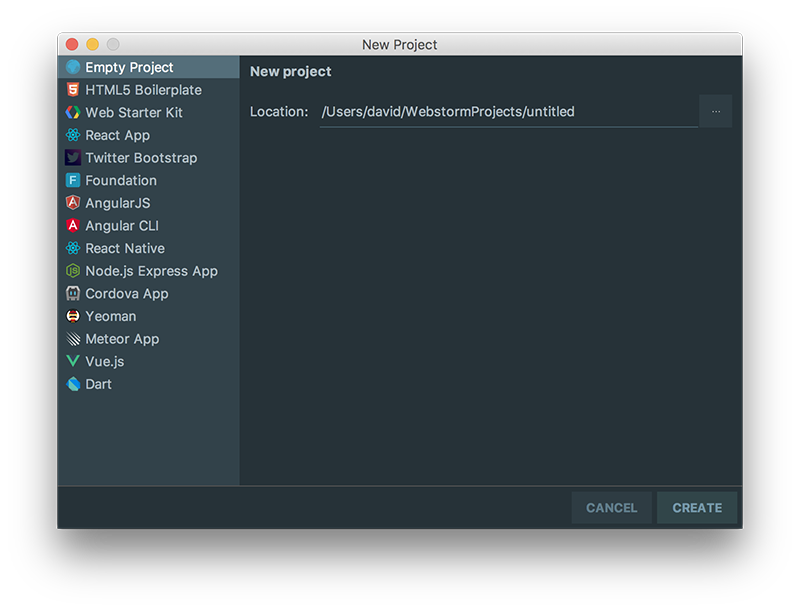 New Project
Empty Project
HTML5 Boilerplate
Web Starter Kit
React App
Twitter Bootstrap
Foundation
AngularJS
Angular CLI
React Native
Node.js Express App
Cordova App
Yeoman
Meteor App
Vue.js
Dart
New project
Location: /Users/david/WebstormProjects/untitled ...
CANCEL CREATE